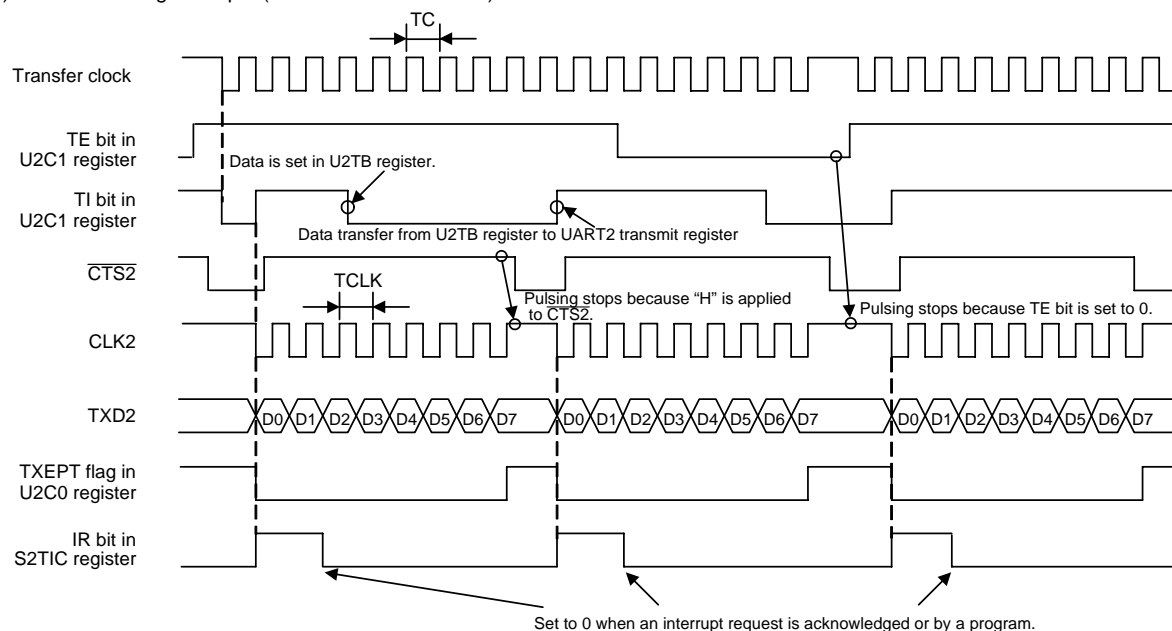 TC
Transfer clock
TE bit in
U2C1 register
Data is set in U2TB register.
TI bit in
U2C1 register
Data transfer from U2TB register to UART2 transmit register
CTS2
TCLK
Pulsing stops because “H” is applied
to CTS2.
Pulsing stops because TE bit is set to 0.
CLK2
TXD2
D0 D1 D2 D3 D4 D5 D6 D7 D0 D1 D2 D3 D4 D5 D6 D7 D0 D1 D2 D3 D4 D5 D6 D7
TXEPT flag in
U2C0 register
IR bit in
S2TIC register
Set to 0 when an interrupt request is acknowledged or by a program.